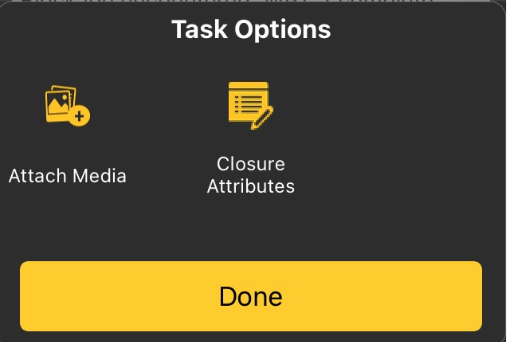 Task Options
Attach Media
Closure
Attributes
Done